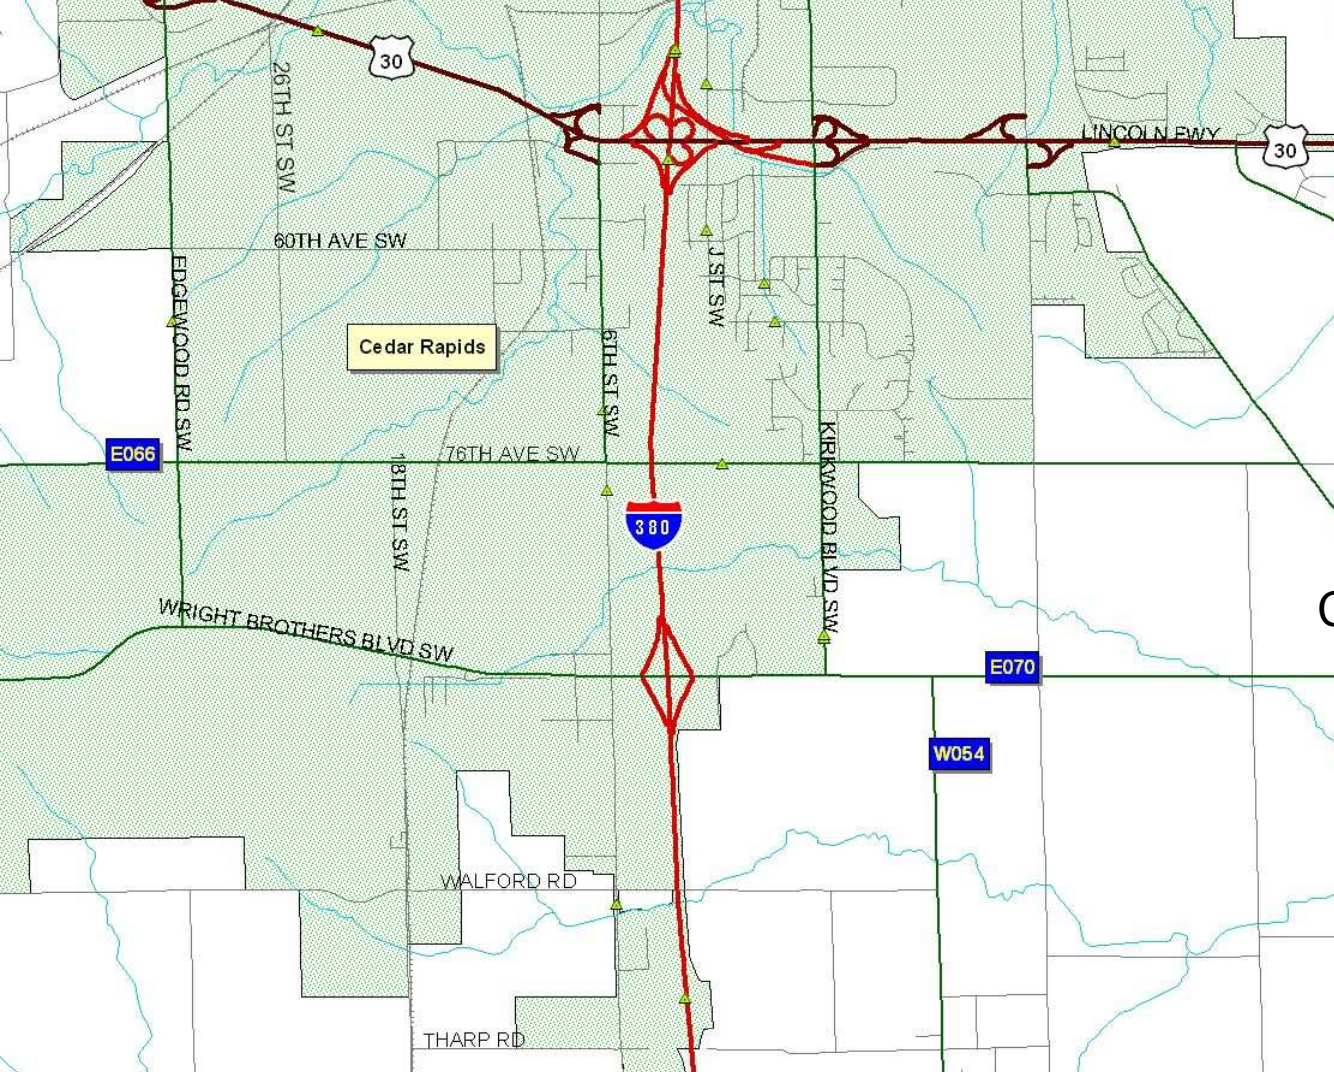 30
26TH ST SW
LINCOLN FWY
30
60TH AVE SW
EDGEWOOD RD SW
J ST SW
Cedar Rapids
6TH ST SW
E066
76TH AVE SW
18TH ST SW
KIRKWOOD BLVD SW
380
WRIGHT BROTHERS BLVD SW
E070
W054
WALFORD RD
THARP RD